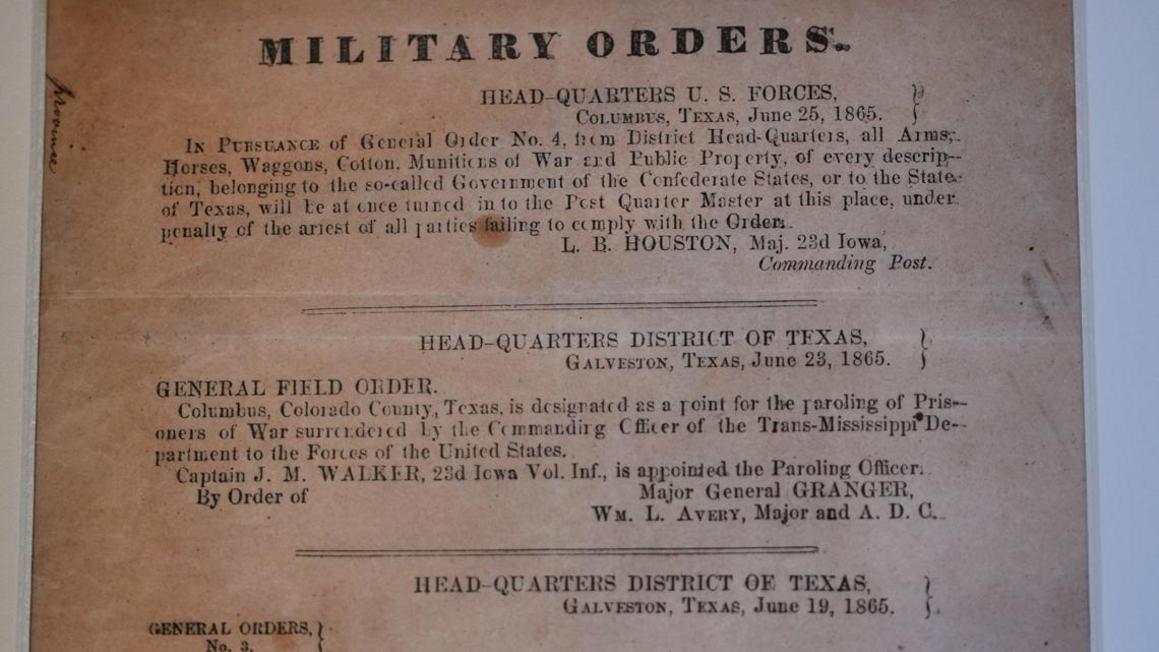 MILITARY ORDERS.
HEAD-QUARTERS U. S. FORCES,
COLUMBUS, TEXAS, June 25, 1865.
IN PURSUANCE of General Order No. 4, from District Head-Quarters, all Arms,
Horses, Waggons, Cotton, Munitions of War and Public Property, of every descrip-
tion, belonging to the so-called Government of the Confederate States, or to the State
of Texas, will be at once turned in to the Post Quarter Master at this place, under
penalty of the arrest of all parties failing to comply with the Order.
L. B. HOUSTON, Maj. 23d Iowa,
Commanding Post.
HEAD-QUARTERS DISTRICT OF TEXAS,
GALVESTON, TEXAS, June 23, 1865.
GENERAL FIELD ORDER.
Columbus, Colorado County, Texas, is designated as a point for the paroling of Pris-
oners of War surrendered by the Commanding Officer of the Trans-Mississippi De-
partment to the Forces of the United States.
Captain J. M. WALKER, 23d Iowa Vol. Inf., is appointed the Paroling Officer.
By Order of Major General GRANGER,
WM. L. AVERY, Major and A. D. C.
HEAD-QUARTERS DISTRICT OF TEXAS,
GALVESTON, TEXAS, June 19, 1865.
GENERAL ORDERS,
No. 3.